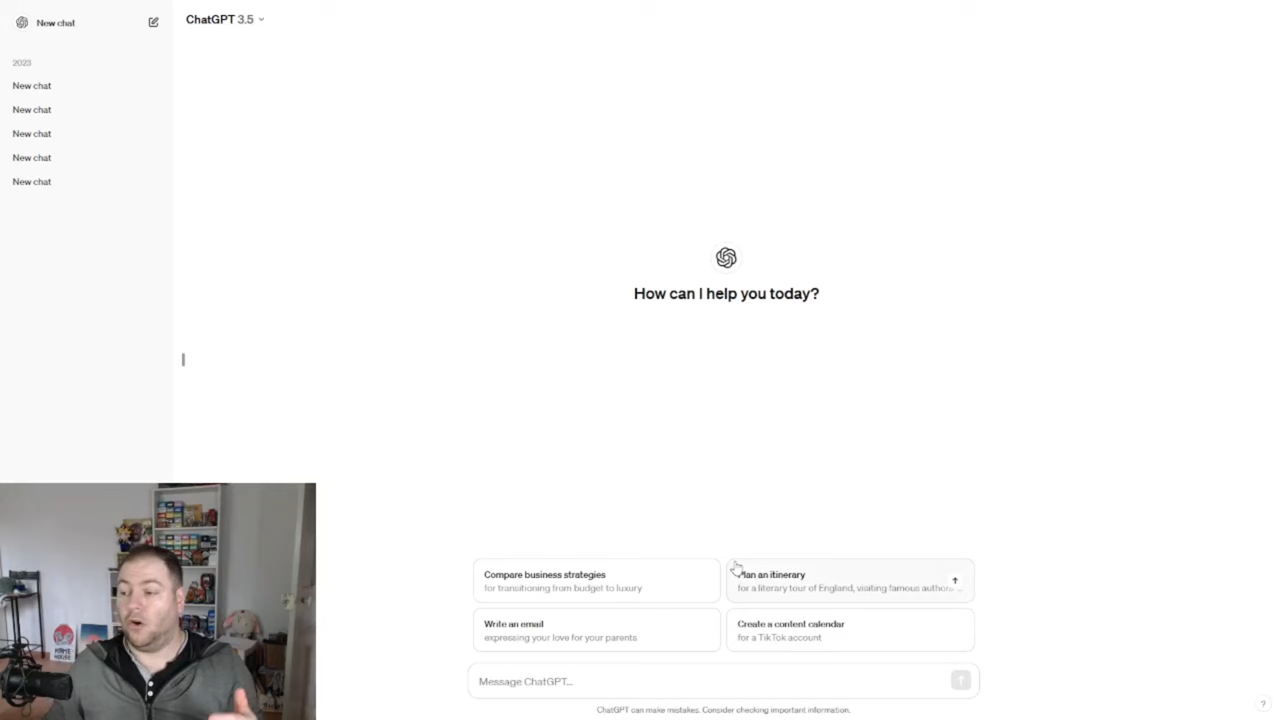 New chat
ChatGPT 3.5
2023
New chat
New chat
New chat
New chat
New chat
How can I help you today?
Compare business strategies
for transitioning from budget to luxury
Plan an itinerary
for a literary tour of England, visiting famous authors
Write an email
expressing your love for your parents
Create a content calendar
for a TikTok account
Message ChatGPT...
ChatGPT can make mistakes. Consider checking important information.
?